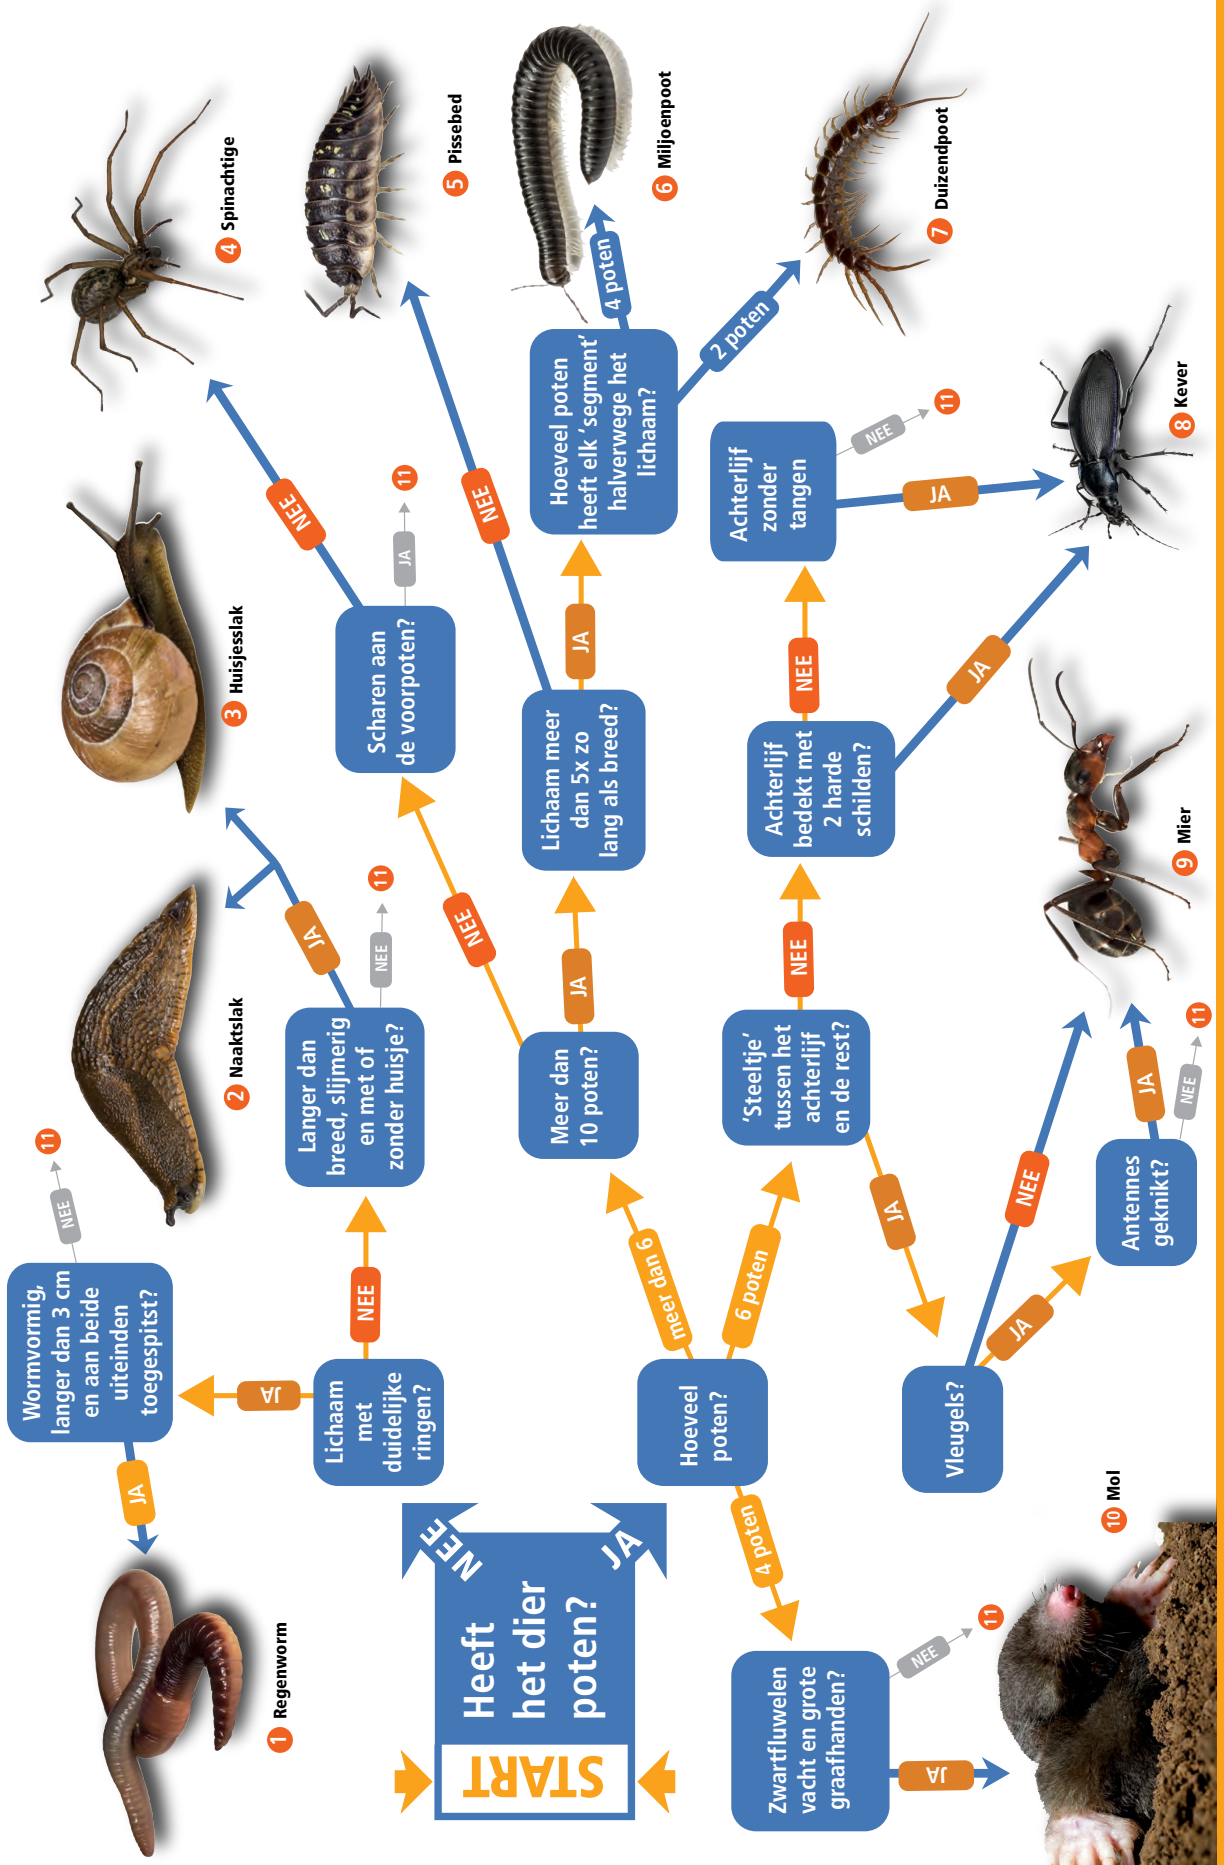 START
Heeft
het dier
poten?
NEE
JA
Lichaam
met
duidelijke
ringen?
JA
NEE
Wormvormig,
langer dan 3 cm
en aan beide
uiteinden
toegespitst?
JA
NEE
11
1 Regenworm
Langer dan
breed, slijmerig
en met of
zonder huisje?
JA
NEE
11
2 Naaktslak
3 Huisjesslak
Hoeveel
poten?
4 poten
6 poten
meer dan 6
Meer dan
10 poten?
NEE
JA
Scharen aan
de voorpoten?
NEE
JA
11
4 Spinachtige
Lichaam meer
dan 5x zo
lang als breed?
NEE
JA
5 Pissebed
Hoeveel poten
heeft elk ‘segment’
halverwege het
lichaam?
4 poten
2 poten
6 Miljoenpoot
7 Duizendpoot
‘Steeltje’
tussen het
achterlijf
en de rest?
NEE
JA
Achterlijf
bedekt met
2 harde
schilden?
NEE
JA
Achterlijf
zonder
tangen
NEE
11
JA
8 Kever
Vleugels?
NEE
JA
Antennes
geknikt?
JA
NEE
11
9 Mier
Zwartfluwelen
vacht en grote
graafhanden?
JA
NEE
11
10 Mol